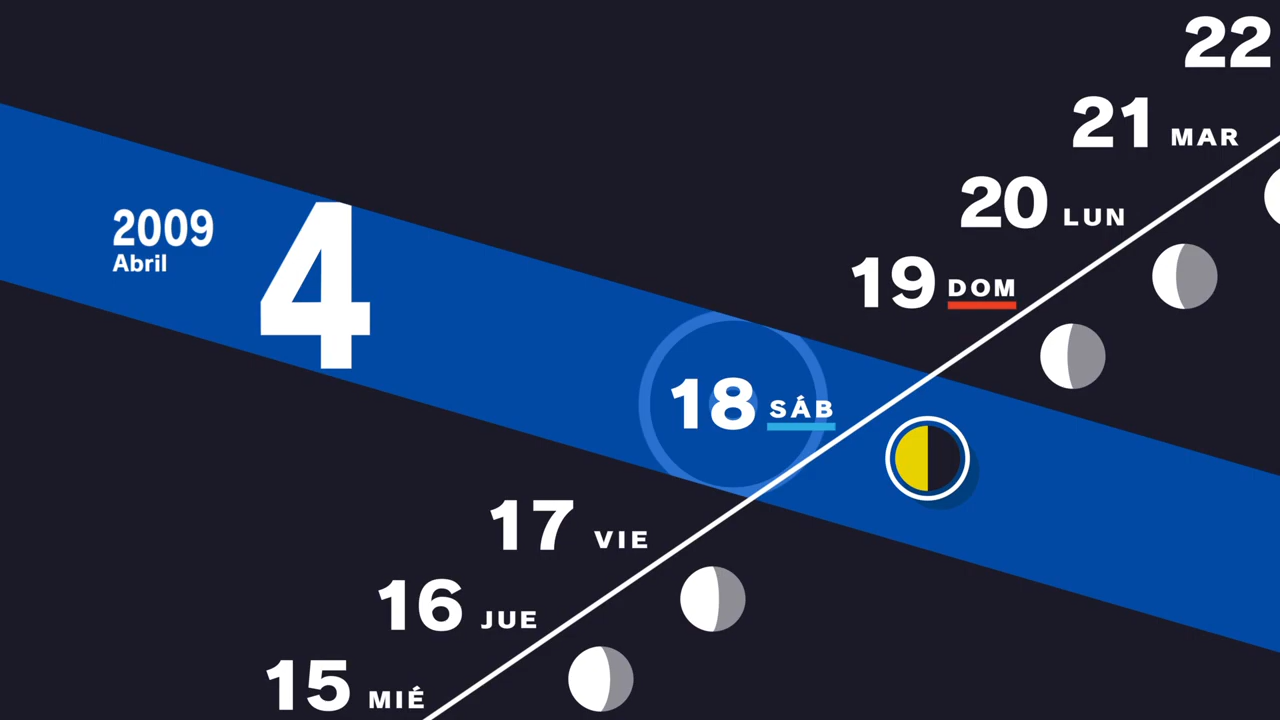 22
21 MAR
20 LUN
2009
Abril
4
19 DOM
18 SÁB
17 VIE
16 JUE
15 MIÉ